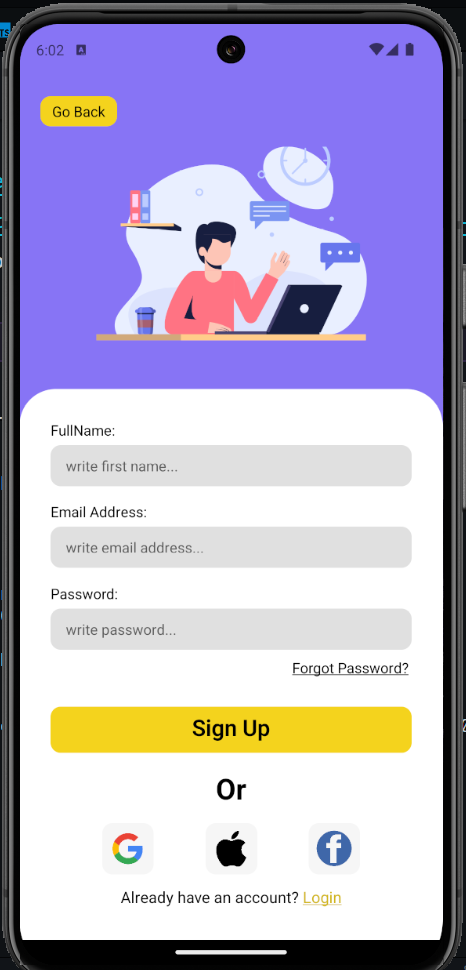 6:02
Go Back
FullName:
write first name...
Email Address:
write email address...
Password:
write password...
Forgot Password?
Sign Up
Or
Already have an account? Login